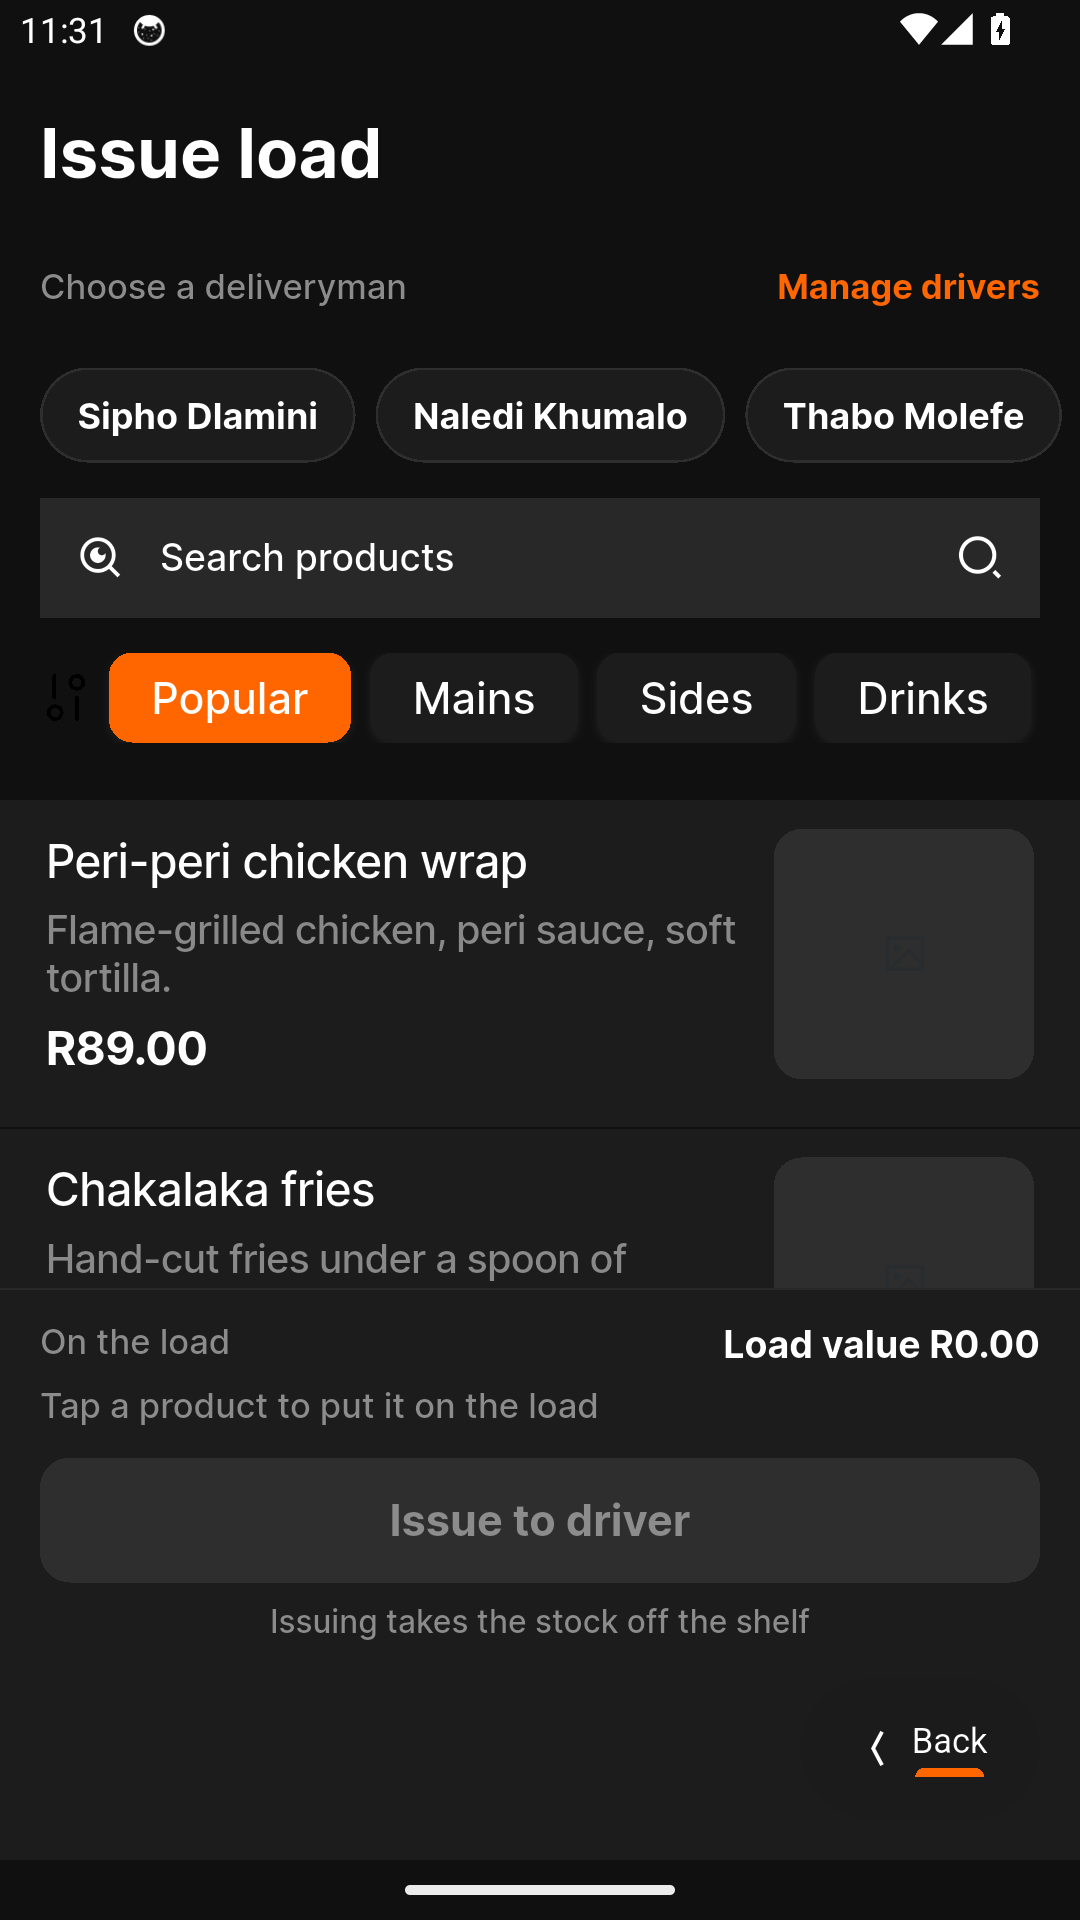 11:31
Issue load
Choose a deliveryman
Manage drivers
Sipho Dlamini
Naledi Khumalo
Thabo Molefe
Search products
Popular
Mains
Sides
Drinks
Peri-peri chicken wrap
Flame-grilled chicken, peri sauce, soft
tortilla.
R89.00
Chakalaka fries
Hand-cut fries under a spoon of
On the load
Load value R0.00
Tap a product to put it on the load
Issue to driver
Issuing takes the stock off the shelf
Back